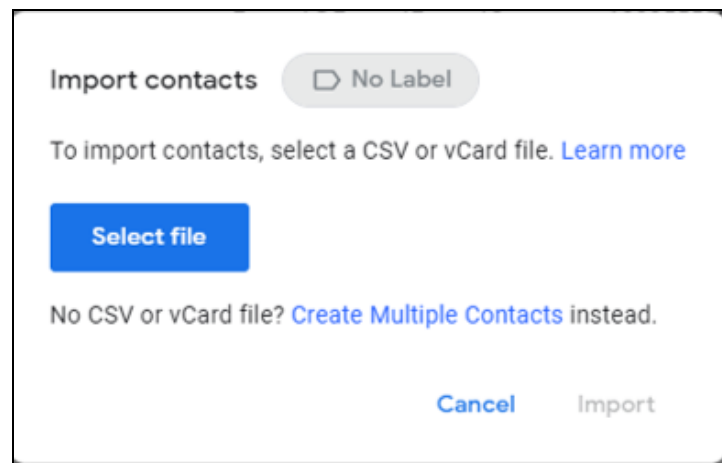 Import contacts No Label
To import contacts, select a CSV or vCard file. Learn more
Select file
No CSV or vCard file? Create Multiple Contacts instead.
Cancel Import